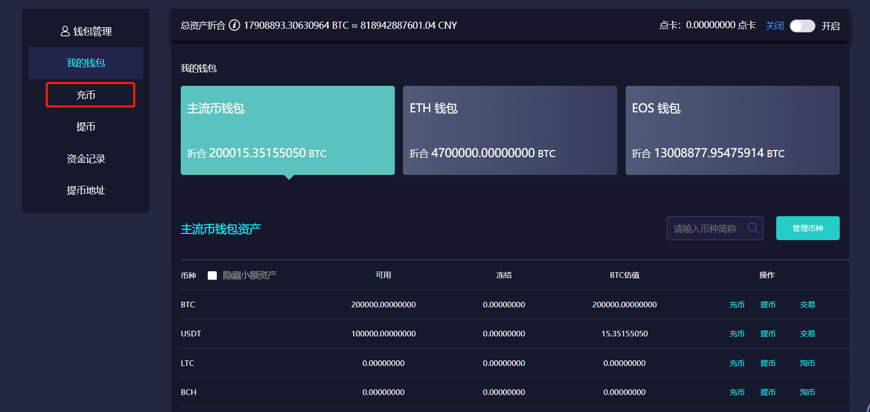 钱包管理
我的钱包
充币
提币
资金记录
提币地址
总资产折合 17908893.30630964 BTC ≈ 818942887601.04 CNY
点卡：0.00000000 点卡 关闭 开启
我的钱包
主流币钱包
折合 200015.35155050 BTC
ETH 钱包
折合 4700000.00000000 BTC
EOS 钱包
折合 13008877.95475914 BTC
主流币钱包资产
请输入币种简称
管理币种
币种 隐藏小额资产 可用 冻结 BTC估值 操作
BTC 200000.00000000 0.00000000 200000.00000000 充币 提币 交易
USDT 100000.00000000 0.00000000 15.35155050 充币 提币 交易
LTC 0.00000000 0.00000000 0.00000000 充币 提币 淘币
BCH 0.00000000 0.00000000 0.00000000 充币 提币 淘币